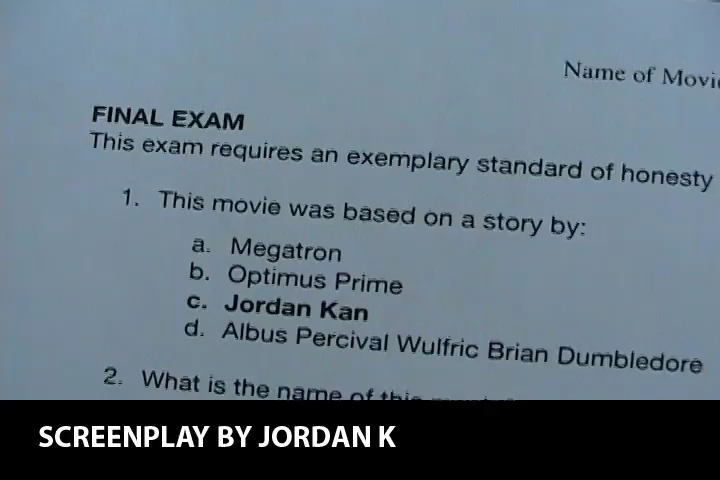 Name of Movie
FINAL EXAM
This exam requires an exemplary standard of honesty
1. This movie was based on a story by:
a. Megatron
b. Optimus Prime
c. Jordan Kan
d. Albus Percival Wulfric Brian Dumbledore
2. What is the name of this
SCREENPLAY BY JORDAN K